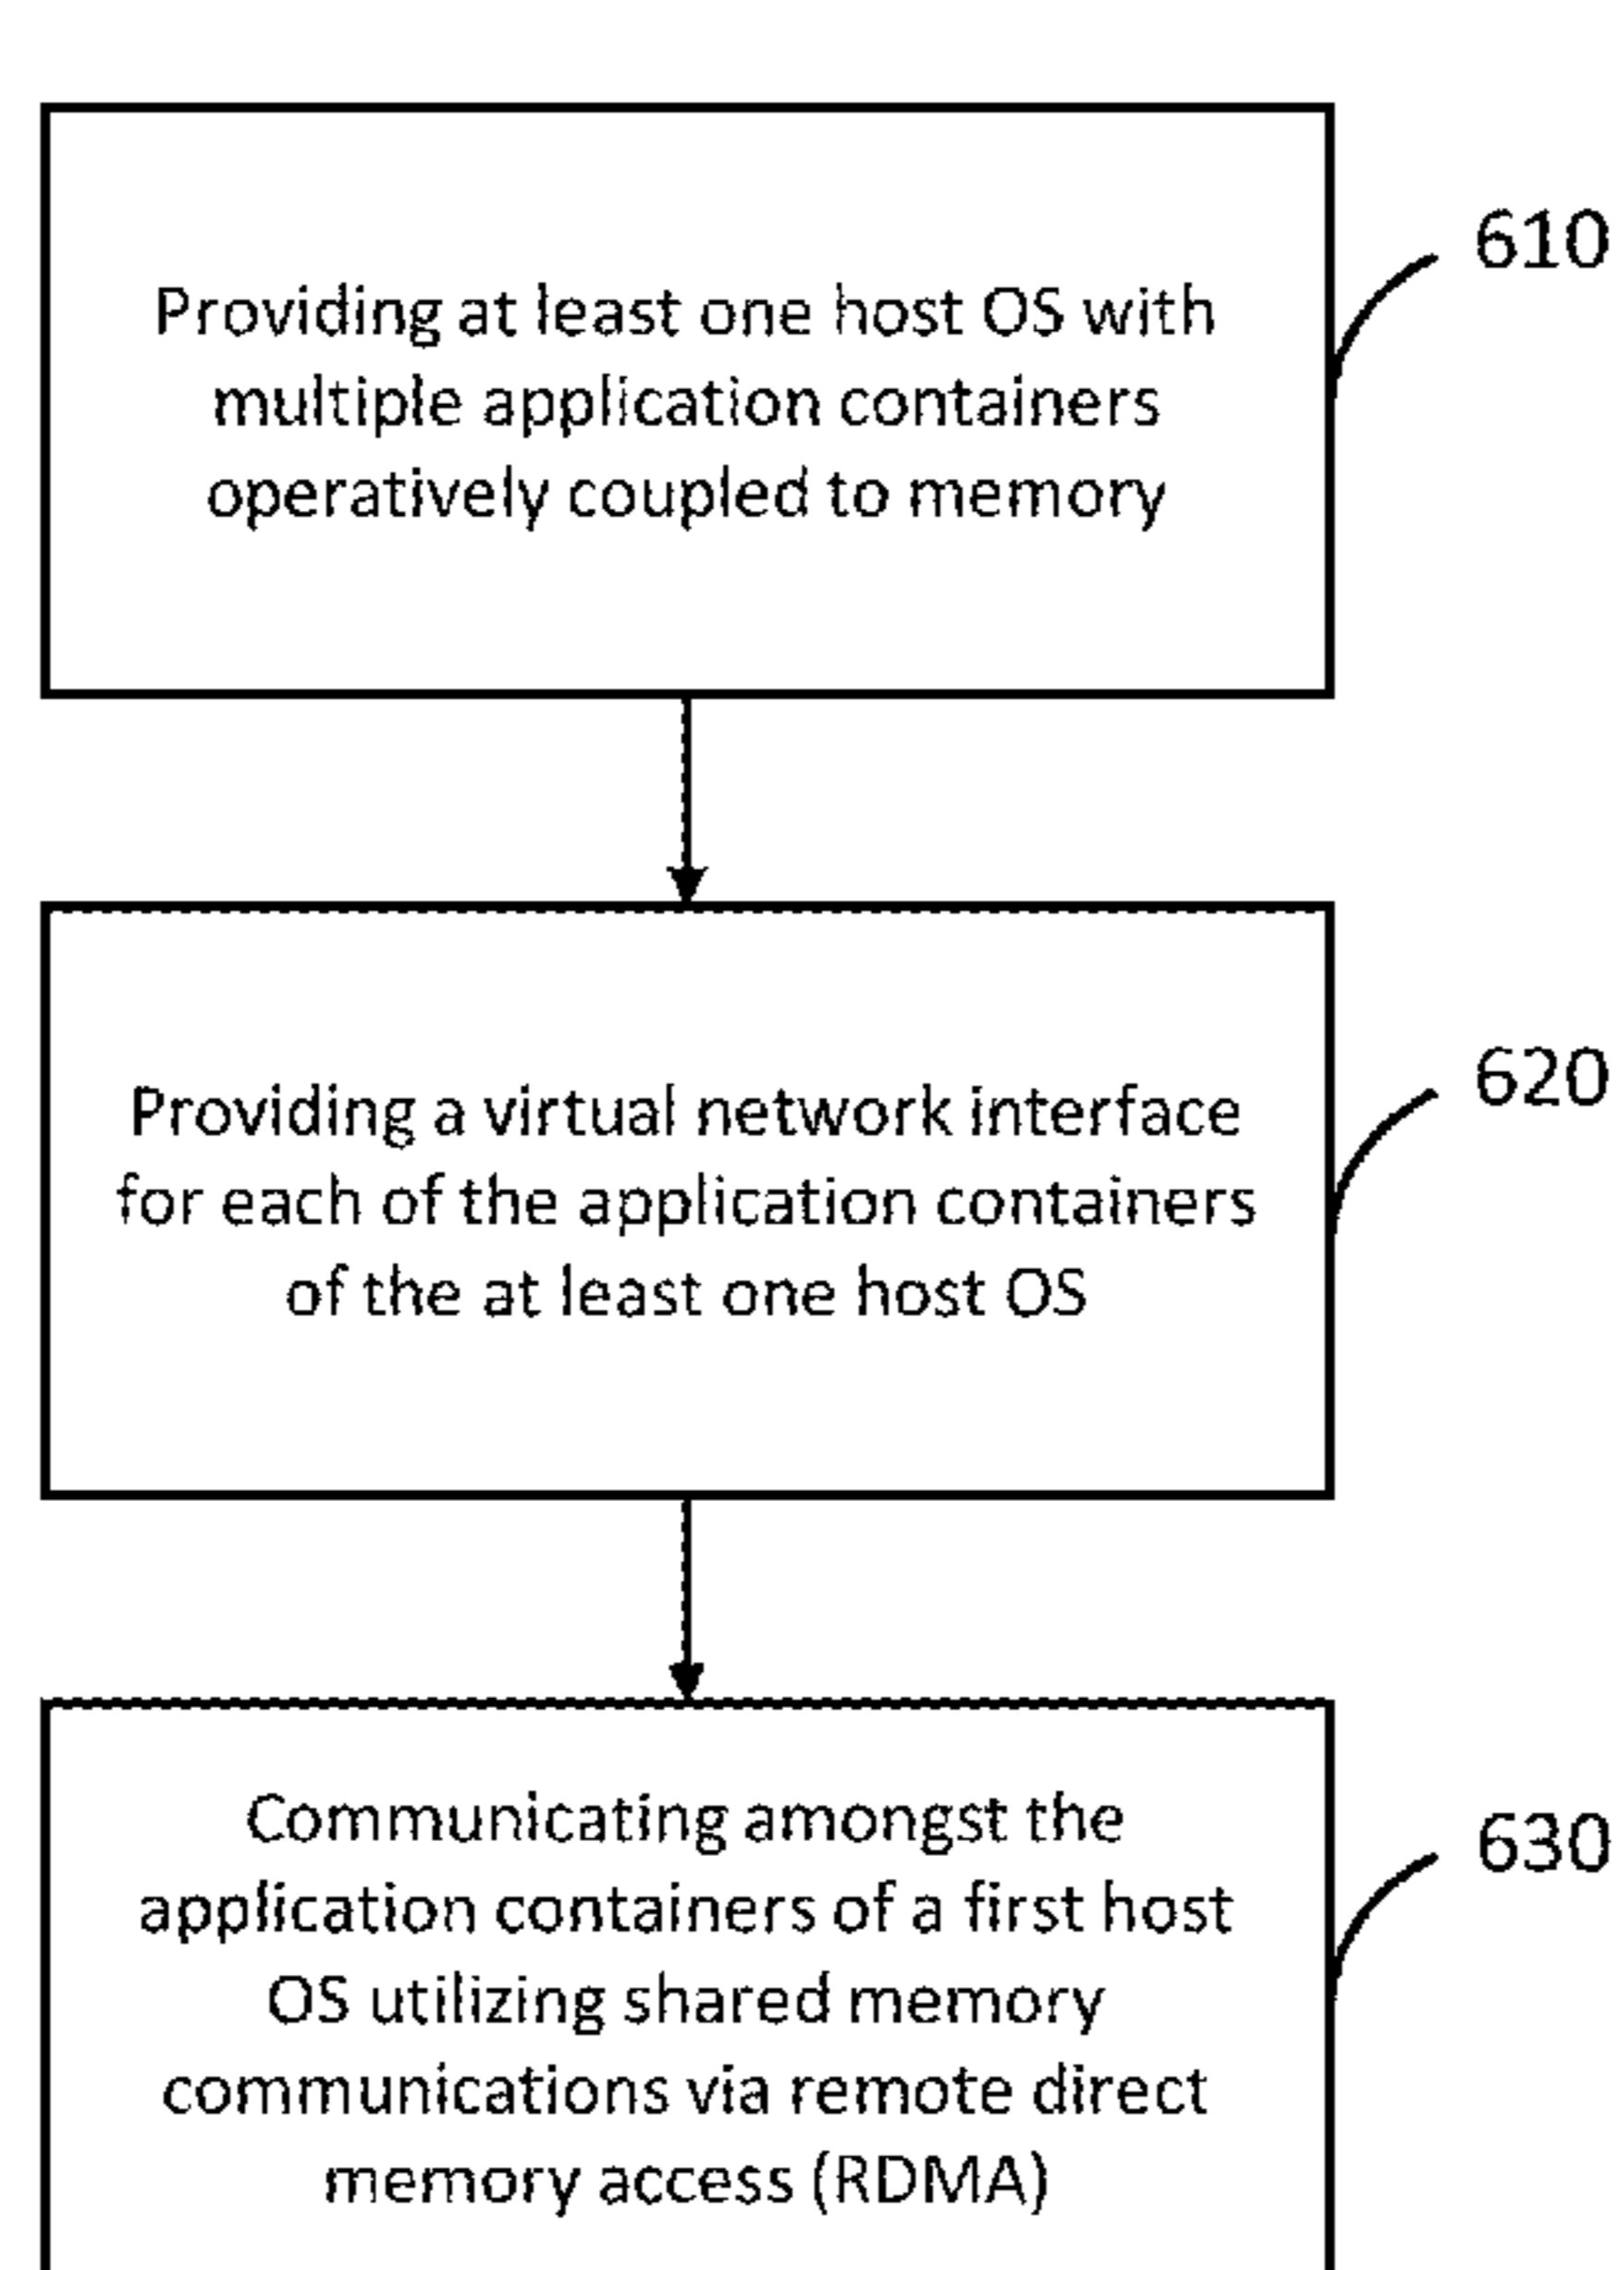 Providing at least one host OS with
multiple application containers
operatively coupled to memory
610
Providing a virtual network interface
for each of the application containers
of the at least one host OS
620
Communicating amongst the
application containers of a first host
OS utilizing shared memory
communications via remote direct
memory access (RDMA)
630